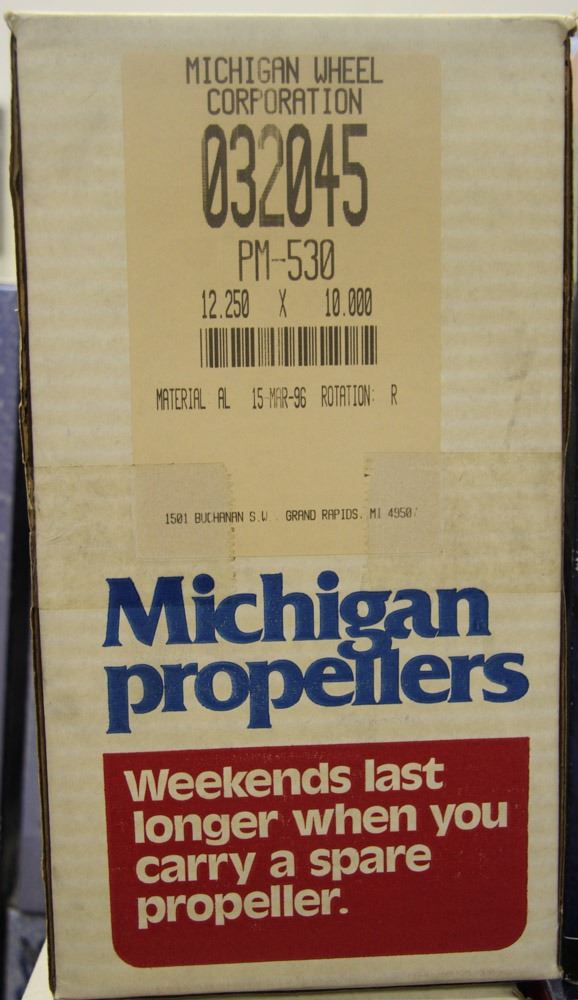 MICHIGAN WHEEL
CORPORATION
032045
PM-530
12.250 X 10.000
MATERIAL AL 15-MAR-96 ROTATION: R
1501 BUCHANAN S.W. GRAND RAPIDS. MI
Michigan
propellers
Weekends last
longer when you
carry a spare
propeller.